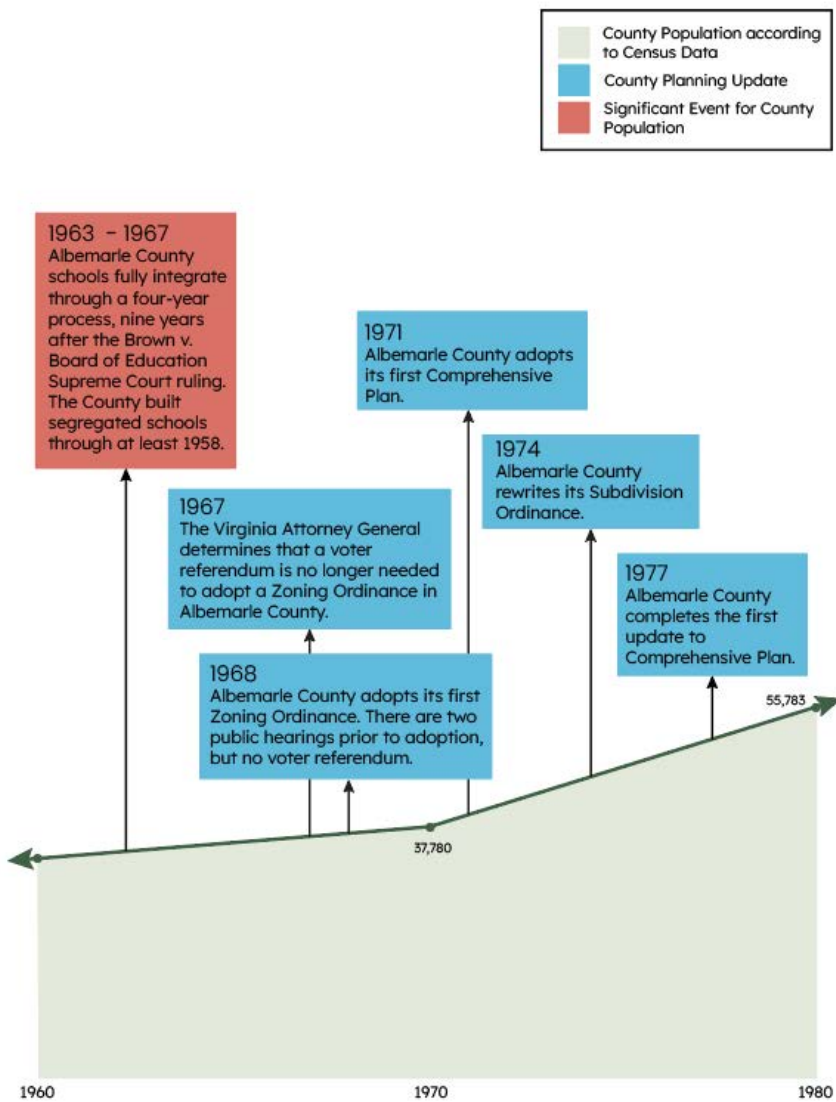 County Population according
to Census Data
County Planning Update
Significant Event for County
Population
1963 - 1967
Albemarle County
schools fully integrate
through a four-year
process, nine years
after the Brown v.
Board of Education
Supreme Court ruling.
The County built
segregated schools
through at least 1958.
1971
Albemarle County adopts
its first Comprehensive
Plan.
1974
Albemarle County
rewrites its Subdivision
Ordinance.
1967
The Virginia Attorney General
determines that a voter
referendum is no longer needed
to adopt a Zoning Ordinance in
Albemarle County.
1977
Albemarle County
completes the first
update to
Comprehensive Plan.
1968
Albemarle County adopts its first
Zoning Ordinance. There are two
public hearings prior to adoption,
but no voter referendum.
55,783
37,780
1960
1970
1980